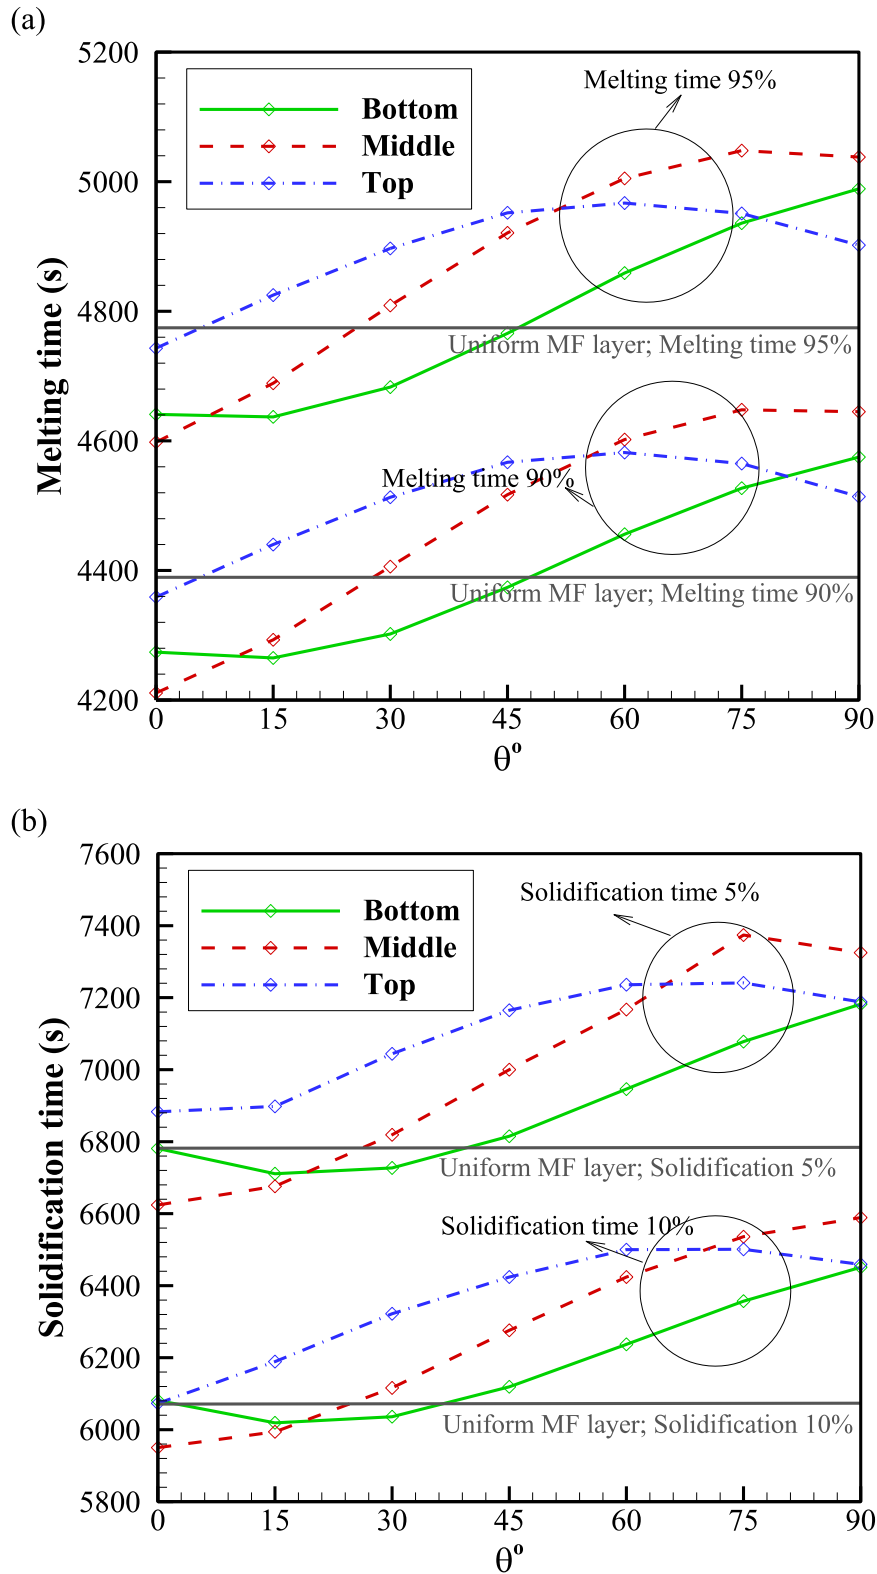 (a)
5200
5000
4800
4600
4400
4200
Melting time (s)
Bottom
Middle
Top
Melting time 95%
Uniform MF layer; Melting time 95%
Melting time 90%
Uniform MF layer; Melting time 90%
0 15 30 45 60 75 90
θ°
(b)
7600
7400
7200
7000
6800
6600
6400
6200
6000
5800
Solidification time (s)
Bottom
Middle
Top
Solidification time 5%
Uniform MF layer; Solidification 5%
Solidification time 10%
Uniform MF layer; Solidification 10%
0 15 30 45 60 75 90
θ°